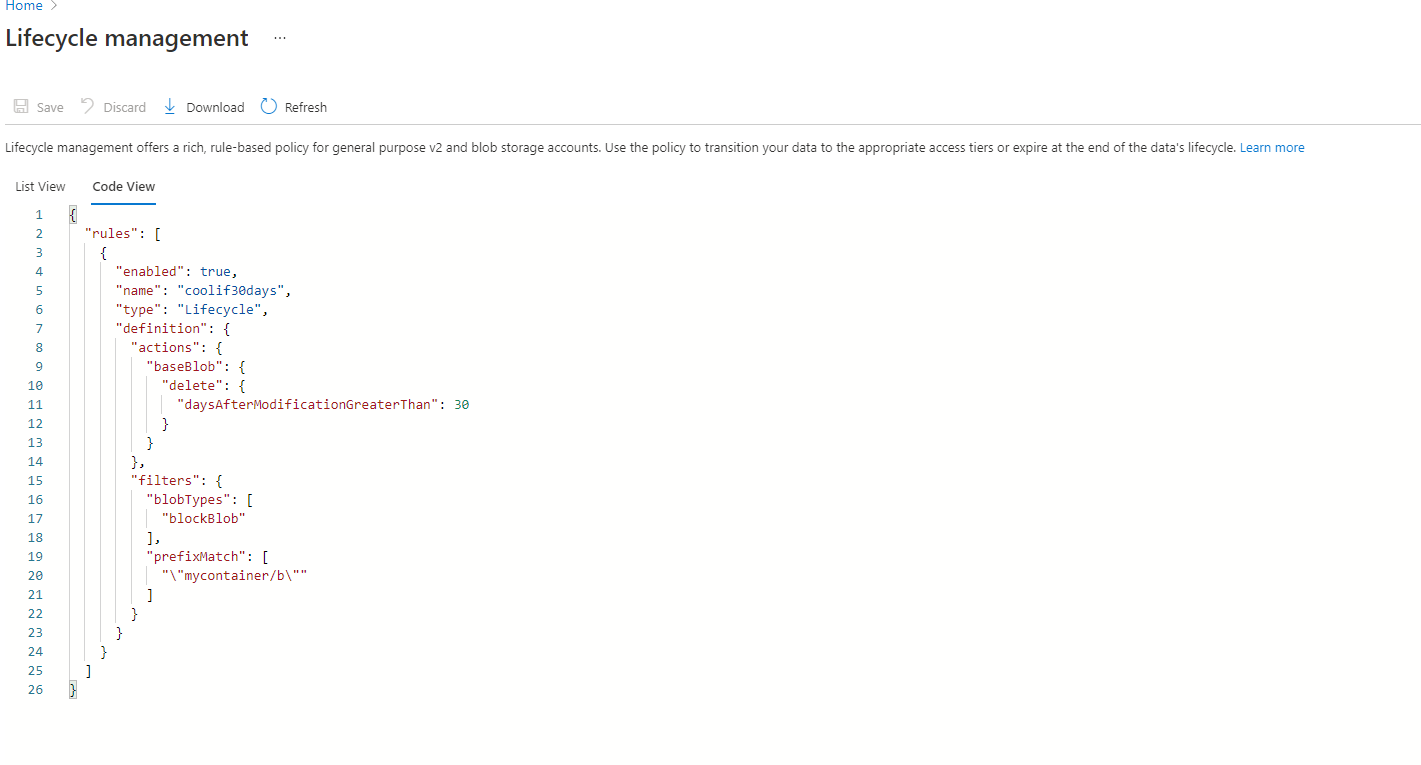 Home >
Lifecycle management ...
Save Discard Download Refresh
Lifecycle management offers a rich, rule-based policy for general purpose v2 and blob storage accounts. Use the policy to transition your data to the appropriate access tiers or expire at the end of the data's lifecycle. Learn more
List View Code View
1 {
2 "rules": [
3 {
4 "enabled": true,
5 "name": "coolif30days",
6 "type": "Lifecycle",
7 "definition": {
8 "actions": {
9 "baseBlob": {
10 "delete": {
11 "daysAfterModificationGreaterThan": 30
12 }
13 }
14 },
15 "filters": {
16 "blobTypes": [
17 "blockBlob"
18 ],
19 "prefixMatch": [
20 "\"mycontainer/b\""
21 ]
22 }
23 }
24 }
25 ]
26 }